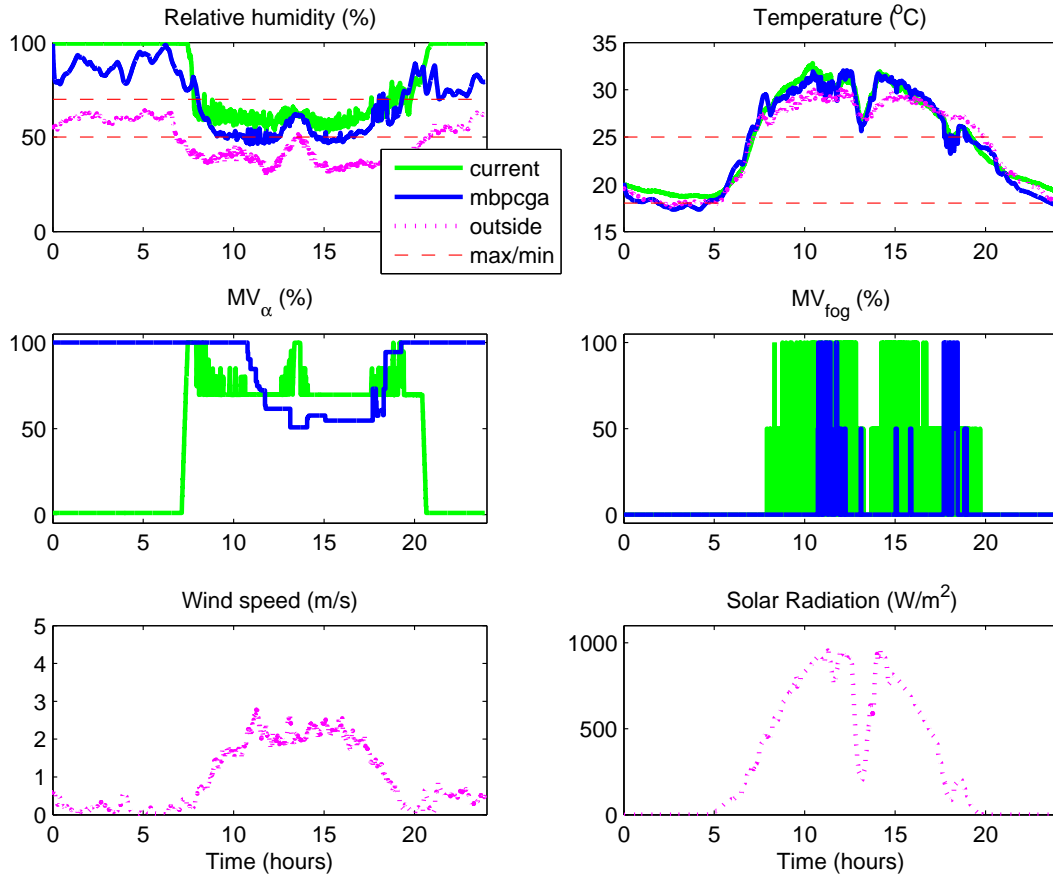 Relative humidity (%)
100
50
0
0 5 10 15 20
current
mbpcga
outside
max/min
Temperature (ºC)
35
30
25
20
15
0 5 10 15 20
MVα (%)
100
50
0
0 5 10 15 20
MVfog (%)
100
50
0
0 5 10 15 20
Wind speed (m/s)
5
4
3
2
1
0
0 5 10 15 20
Time (hours)
Solar Radiation (W/m²)
1000
500
0
0 5 10 15 20
Time (hours)